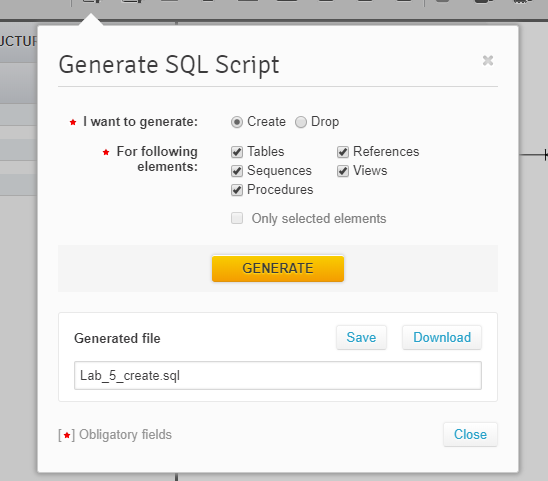 UCTUR
Generate SQL Script
I want to generate: Create Drop
For following elements:
Tables References
Sequences Views
Procedures
Only selected elements
GENERATE
Generated file Save Download
Lab_5_create.sql
[★] Obligatory fields Close